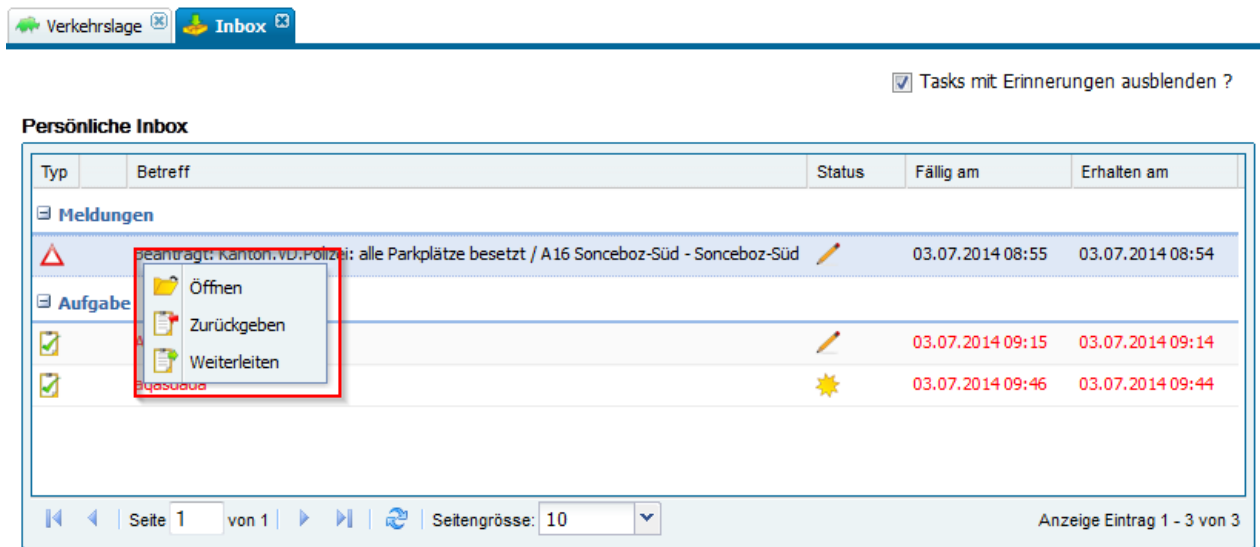 Verkehrslage Inbox
Tasks mit Erinnerungen ausblenden ?
Persönliche Inbox
Typ Betreff Status Fällig am Erhalten am
Meldungen
Beantragt: Kanton.VD.Polizei: alle Parkplätze besetzt / A16 Sonceboz-Süd - Sonceboz-Süd 03.07.2014 08:55 03.07.2014 08:54
Öffnen
Aufgabe
Zurückgeben
03.07.2014 09:15 03.07.2014 09:14
Weiterleiten
03.07.2014 09:46 03.07.2014 09:44
Seite 1 von 1 Seitengrösse: 10 Anzeige Eintrag 1 - 3 von 3